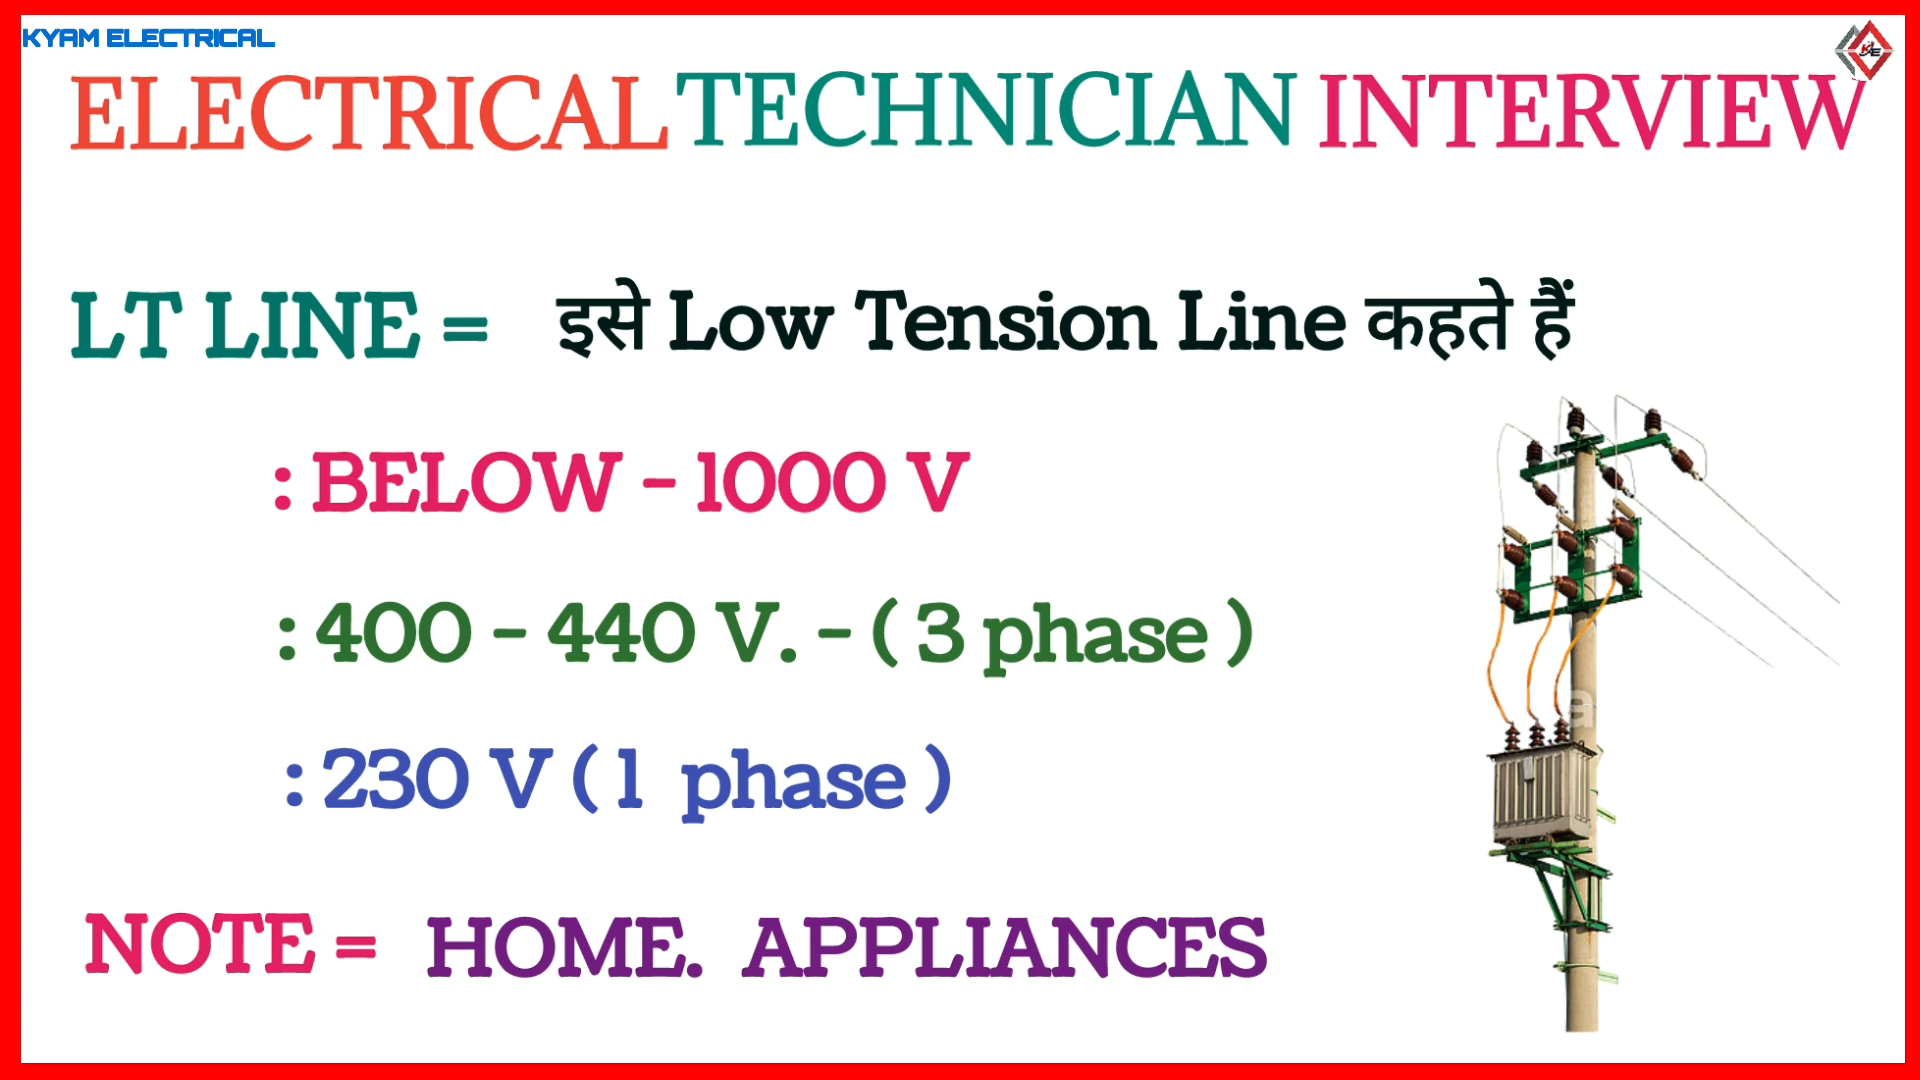 KYAM ELECTRICAL
ELECTRICAL TECHNICIAN INTERVIEW
LT LINE = इसे Low Tension Line कहते हैं
: BELOW - 1000 V
: 400 - 440 V. - ( 3 phase )
: 230 V ( 1 phase )
NOTE = HOME. APPLIANCES